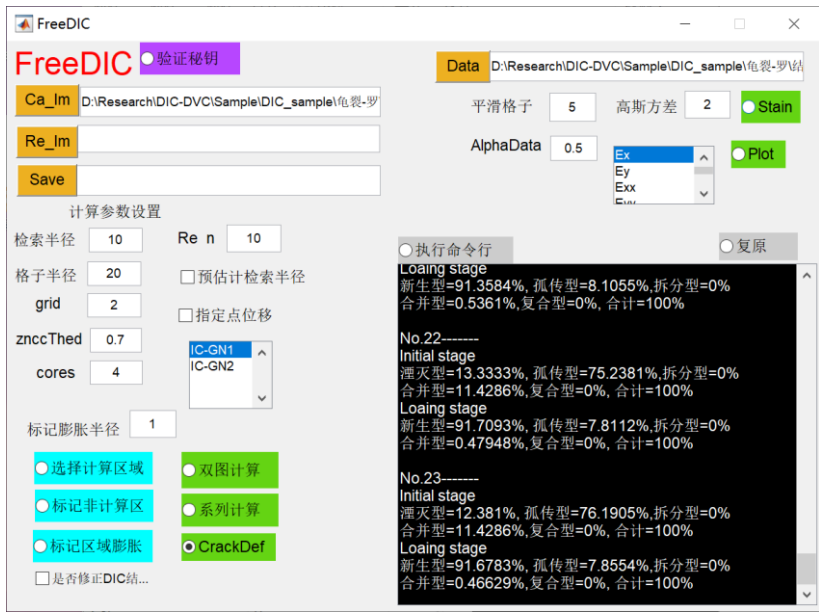 FreeDIC
FreeDIC
验证秘钥
Ca_Im
D:\Research\DIC-DVC\Sample\DIC_sample\龟裂-罗
Re_Im
Save
计算参数设置
检索半径
10
Re n
10
格子半径
20
预估计检索半径
grid
2
指定点位移
znccThed
0.7
IC-GN1
IC-GN2
cores
4
标记膨胀半径
1
选择计算区域
双图计算
标记非计算区
系列计算
标记区域膨胀
CrackDef
是否修正DIC结...
Data
D:\Research\DIC-DVC\Sample\DIC_sample\龟裂-罗\结
平滑格子
5
高斯方差
2
Stain
AlphaData
0.5
Ex
Ey
Exx
Eyy
Plot
执行命令行
复原
Loaing stage
新生型=91.3584%, 孤传型=8.1055%,拆分型=0%
合并型=0.5361%,复合型=0%, 合计=100%
No.22-------
Initial stage
湮灭型=13.3333%, 孤传型=75.2381%,拆分型=0%
合并型=11.4286%,复合型=0%, 合计=100%
Loaing stage
新生型=91.7093%, 孤传型=7.8112%,拆分型=0%
合并型=0.47948%,复合型=0%, 合计=100%
No.23-------
Initial stage
湮灭型=12.381%, 孤传型=76.1905%,拆分型=0%
合并型=11.4286%,复合型=0%, 合计=100%
Loaing stage
新生型=91.6783%, 孤传型=7.8554%,拆分型=0%
合并型=0.46629%,复合型=0%, 合计=100%